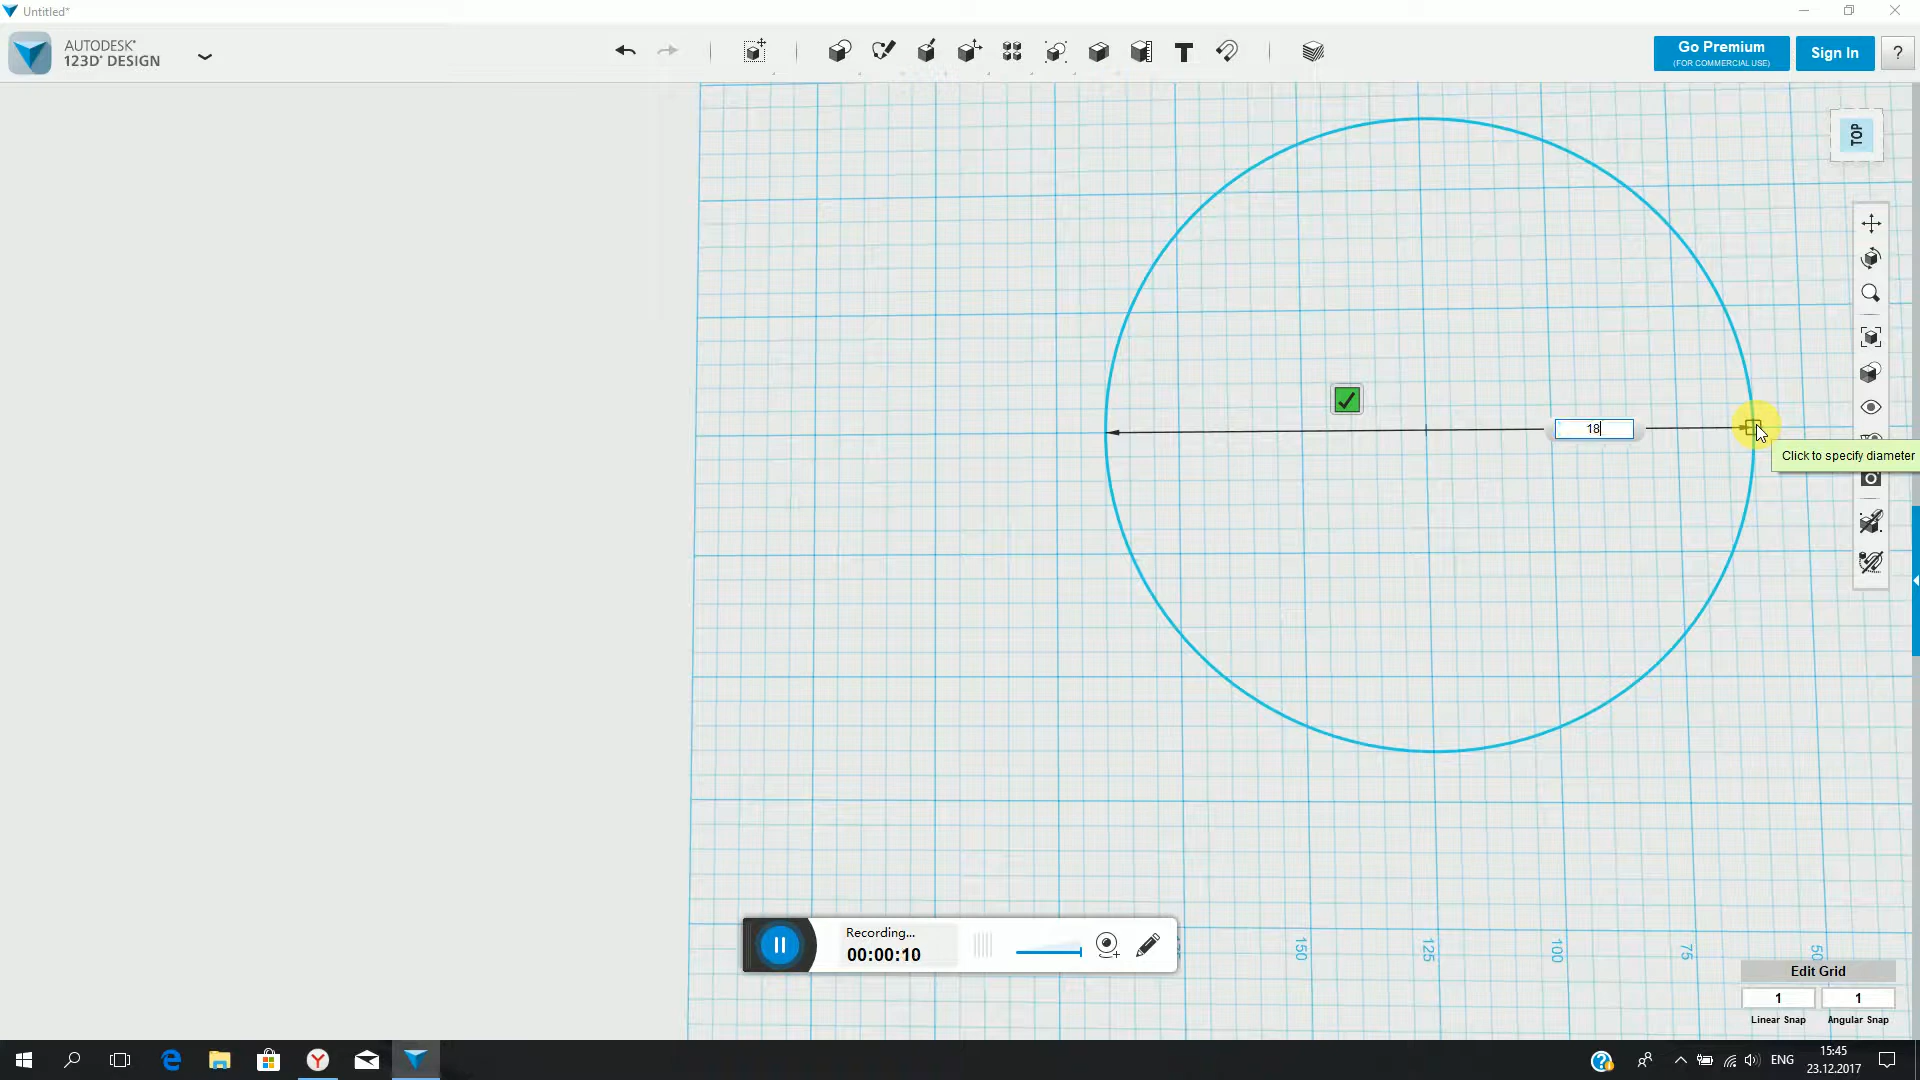 Untitled*
AUTODESK®
123D® DESIGN
Go Premium
(FOR COMMERCIAL USE)
Sign In
?
TOP
18
Click to specify diameter
150
125
100
75
50
Recording...
00:00:10
Edit Grid
1
1
Linear Snap
Angular Snap
ENG
15:45
23.12.2017